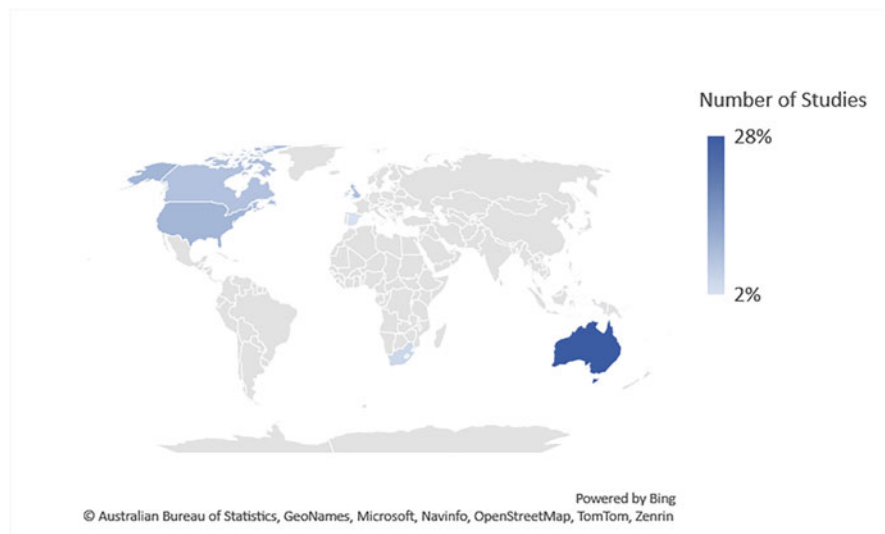 Number of Studies
28%
2%
Powered by Bing
© Australian Bureau of Statistics, GeoNames, Microsoft, Navinfo, OpenStreetMap, TomTom, Zenrin